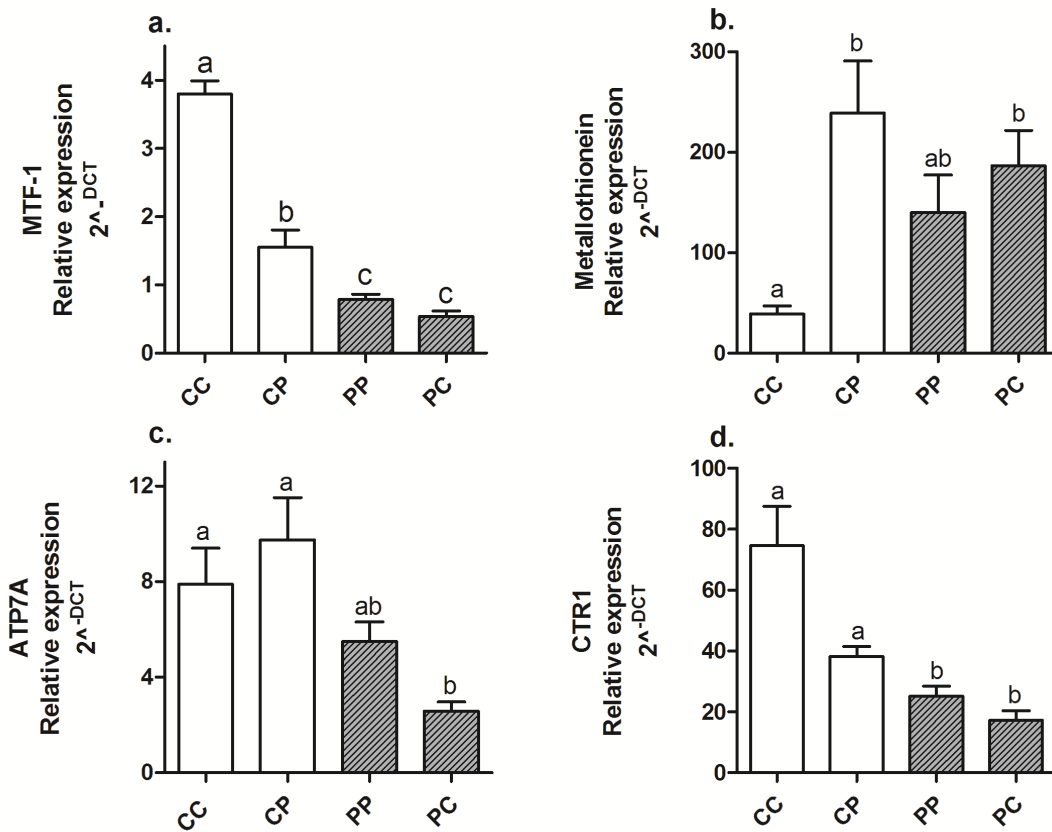 a.
MTF-1
Relative expression
2^-DCT
4
3
2
1
0
a
b
c
c
CC
CP
PP
PC
b.
Metallothionein
Relative expression
2^-DCT
300
200
100
0
a
b
ab
b
CC
CP
PP
PC
c.
ATP7A
Relative expression
2^-DCT
12
8
4
0
a
a
ab
b
CC
CP
PP
PC
d.
CTR1
Relative expression
2^-DCT
100
80
60
40
20
0
a
a
b
b
CC
CP
PP
PC